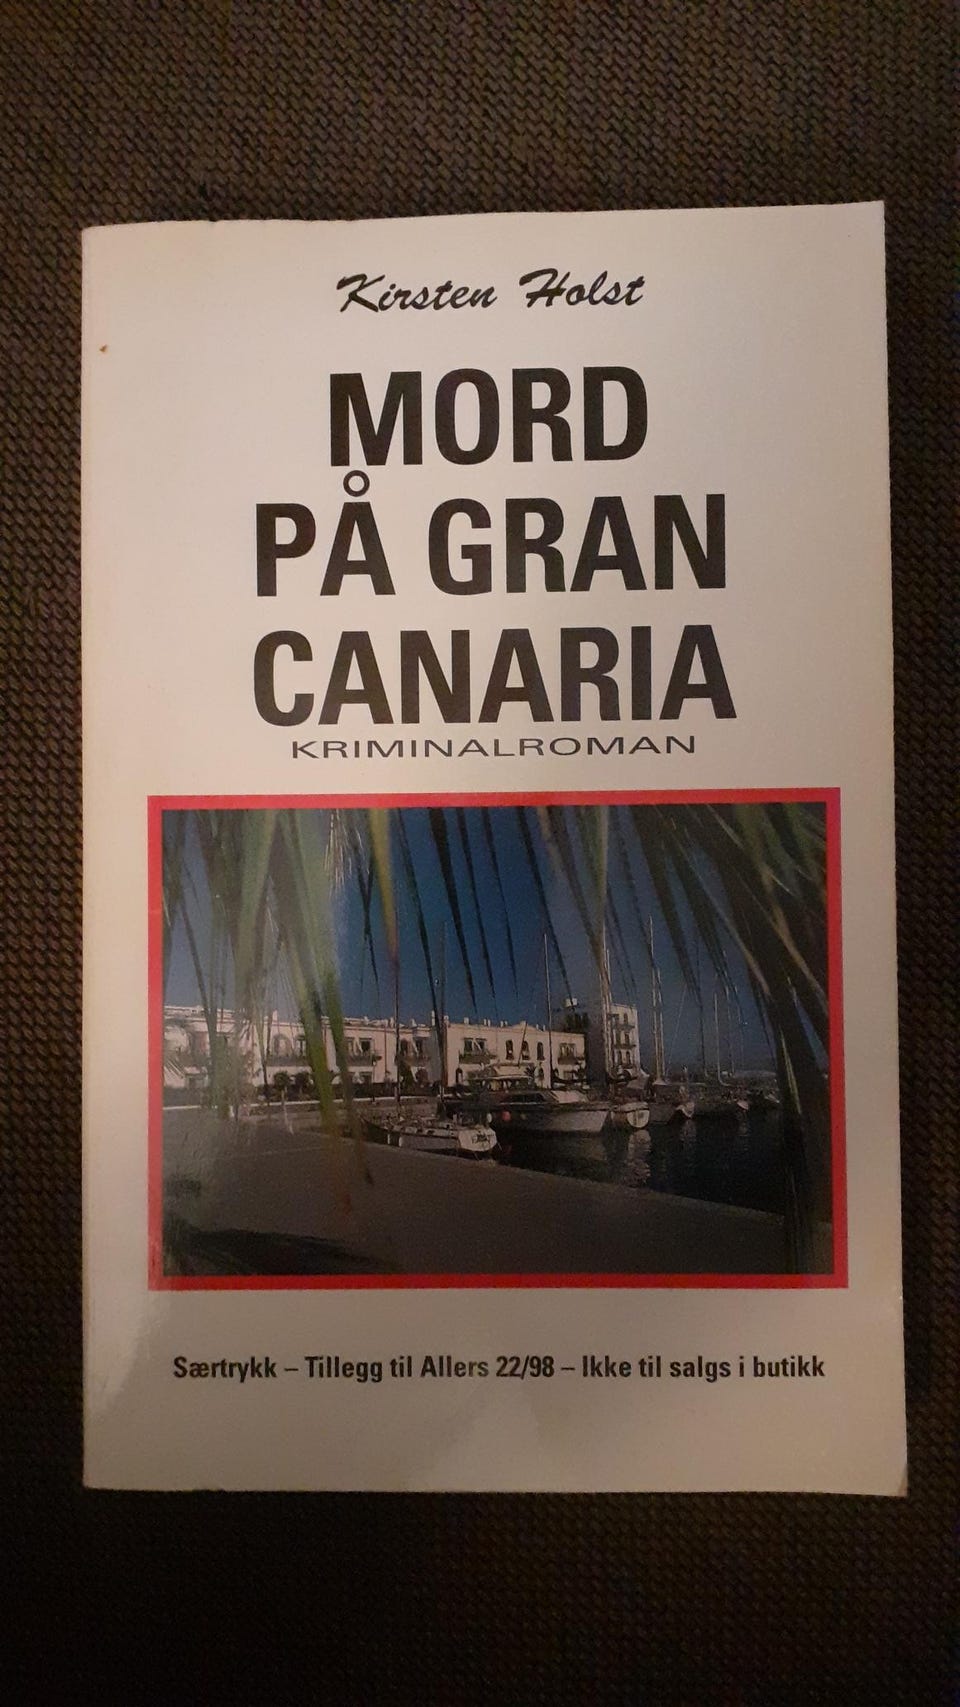 Kirsten Holst
MORD
PÅ GRAN
CANARIA
KRIMINALROMAN
Særtrykk – Tillegg til Allers 22/98 – Ikke til salgs i butikk